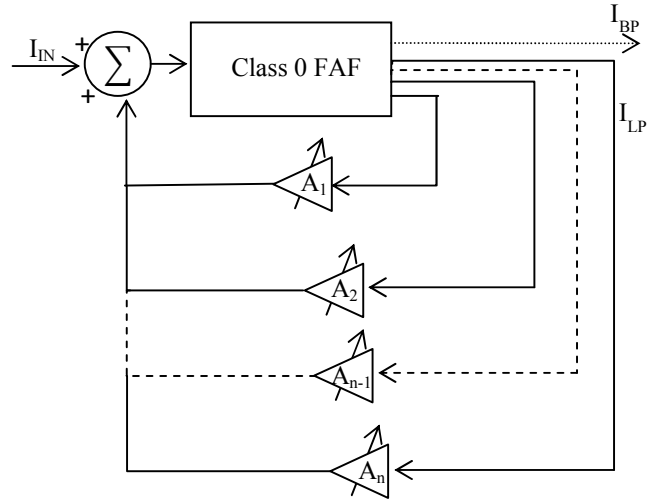 I_BP
I_IN
+
∑
+
Class 0 FAF
I_LP
A_1
A_2
A_n-1
A_n